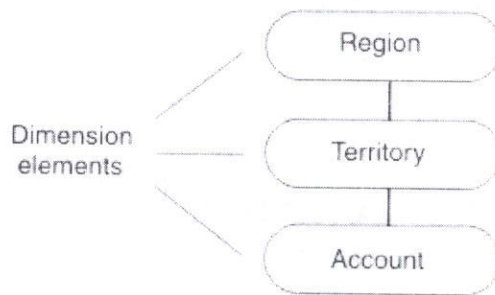 Region
Dimension
elements
Territory
Account